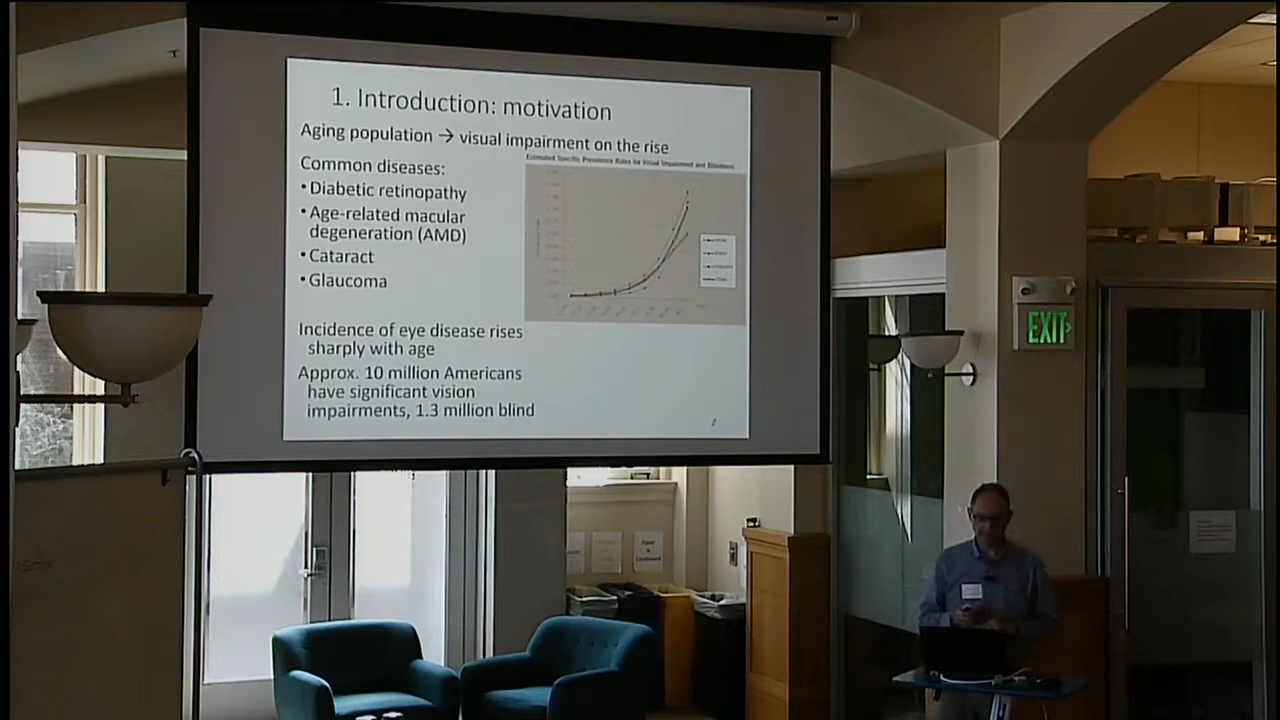 1. Introduction: motivation
Aging population → visual impairment on the rise
Common diseases:
• Diabetic retinopathy
• Age-related macular
degeneration (AMD)
• Cataract
• Glaucoma
Estimated Specific Prevalence Rates for Visual Impairment and Blindness
Incidence of eye disease rises
sharply with age
Approx. 10 million Americans
have significant vision
impairments, 1.3 million blind
2
EXIT
Paper
&